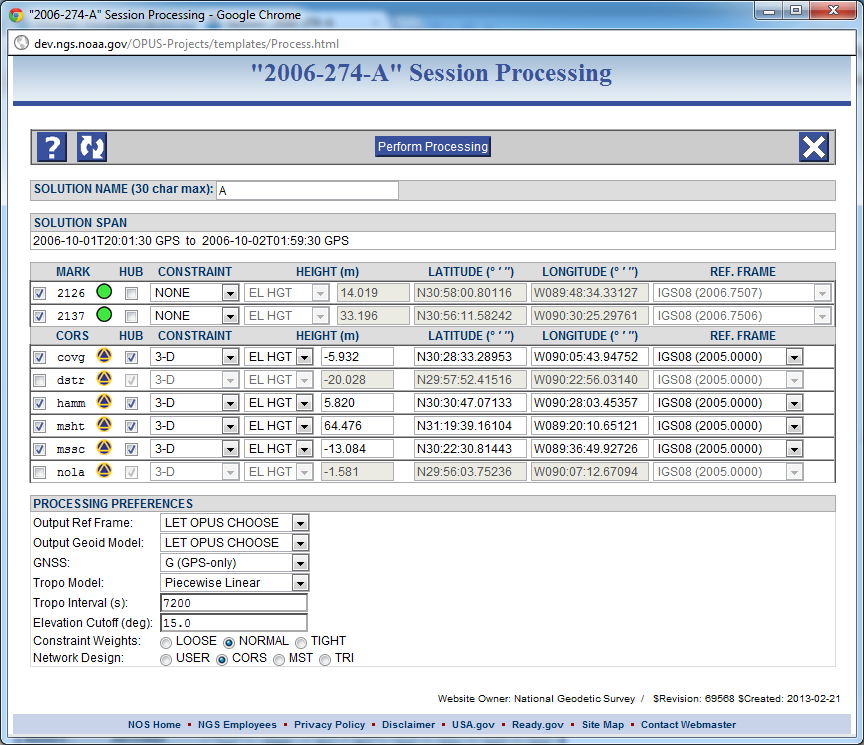 "2006-274-A" Session Processing - Google Chrome
dev.ngs.noaa.gov/OPUS-Projects/templates/Process.html
"2006-274-A" Session Processing
? Perform Processing
SOLUTION NAME (30 char max): A
SOLUTION SPAN
2006-10-01T20:01:30 GPS to 2006-10-02T01:59:30 GPS
MARK HUB CONSTRAINT HEIGHT (m) LATITUDE (° ' ") LONGITUDE (° ' ") REF. FRAME
2126 NONE EL HGT 14.019 N30:58:00.80116 W089:48:34.33127 IGS08 (2006.7507)
2137 NONE EL HGT 33.196 N30:56:11.58242 W090:30:25.29761 IGS08 (2006.7506)
CORS HUB CONSTRAINT HEIGHT (m) LATITUDE (° ' ") LONGITUDE (° ' ") REF. FRAME
covg 3-D EL HGT -5.932 N30:28:33.28953 W090:05:43.94752 IGS08 (2005.0000)
dstr 3-D EL HGT -20.028 N29:57:52.41516 W090:22:56.03140 IGS08 (2005.0000)
hamm 3-D EL HGT 5.820 N30:30:47.07133 W090:28:03.45357 IGS08 (2005.0000)
msht 3-D EL HGT 64.476 N31:19:39.16104 W089:20:10.65121 IGS08 (2005.0000)
mssc 3-D EL HGT -13.084 N30:22:30.81443 W089:36:49.92726 IGS08 (2005.0000)
nola 3-D EL HGT -1.581 N29:56:03.75236 W090:07:12.67094 IGS08 (2005.0000)
PROCESSING PREFERENCES
Output Ref Frame: LET OPUS CHOOSE
Output Geoid Model: LET OPUS CHOOSE
GNSS: G (GPS-only)
Tropo Model: Piecewise Linear
Tropo Interval (s): 7200
Elevation Cutoff (deg): 15.0
Constraint Weights: LOOSE NORMAL TIGHT
Network Design: USER CORS MST TRI
Website Owner: National Geodetic Survey / $Revision: 69568 $Created: 2013-02-21
NOS Home ▪ NGS Employees ▪ Privacy Policy ▪ Disclaimer ▪ USA.gov ▪ Ready.gov ▪ Site Map ▪ Contact Webmaster